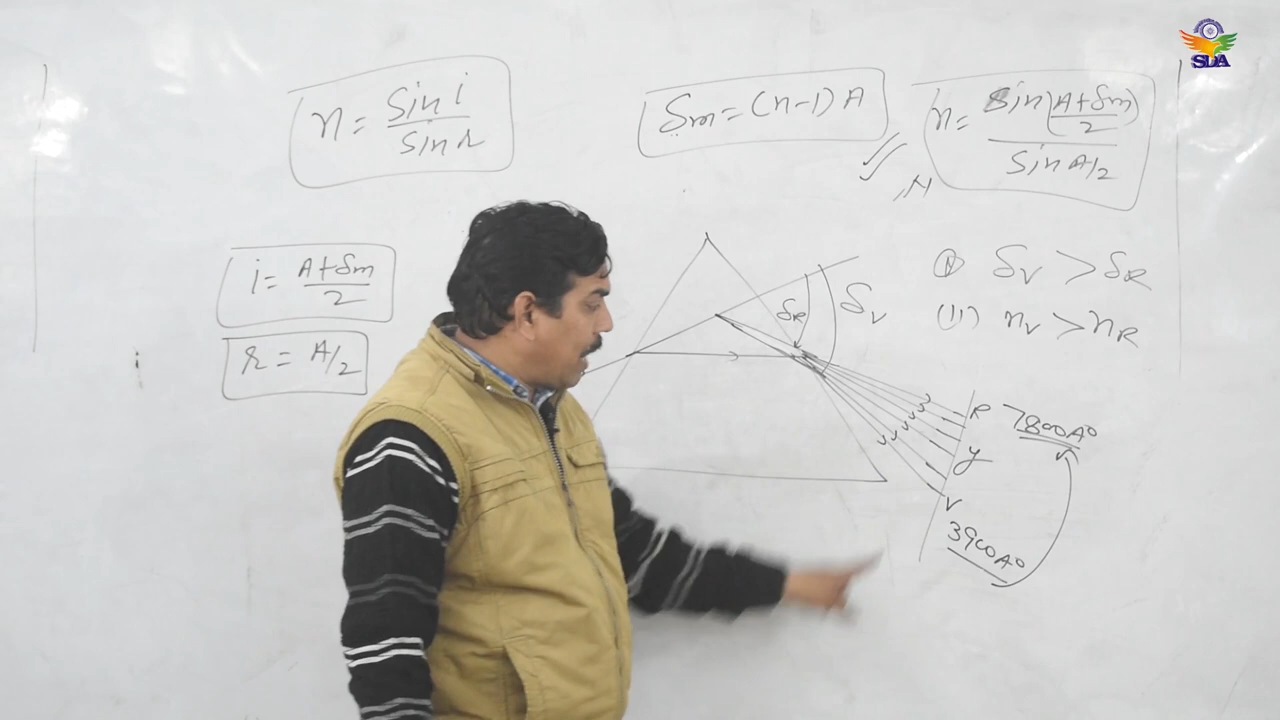 n = Sin i / Sin r
δm = (n-1) A
n = Sin (A+δm / 2) / Sin A/2
SDA
i = A+δm / 2
r = A/2
(I) δV > δR
(II) nV > nR
δR
δV
R 7800A°
y
V
3900A°